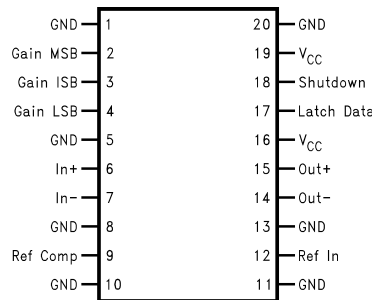 GND 1 20 GND
Gain MSB 2 19 VCC
Gain ISB 3 18 Shutdown
Gain LSB 4 17 Latch Data
GND 5 16 VCC
In+ 6 15 Out+
In- 7 14 Out-
GND 8 13 GND
Ref Comp 9 12 Ref In
GND 10 11 GND